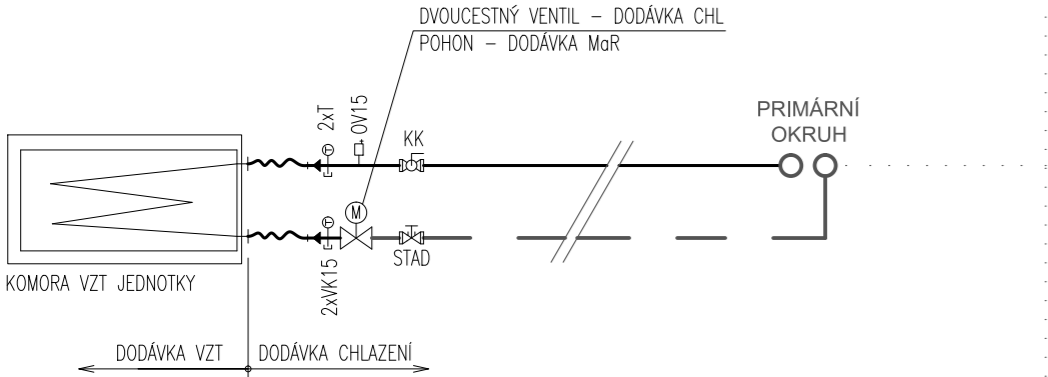 DVOUCESTNÝ VENTIL – DODÁVKA CHL
POHON – DODÁVKA MaR
2xT
OV15
KK
PRIMÁRNÍ
OKRUH
T
M
T
2xVK15
STAD
KOMORA VZT JEDNOTKY
DODÁVKA VZT
DODÁVKA CHLAZENÍ